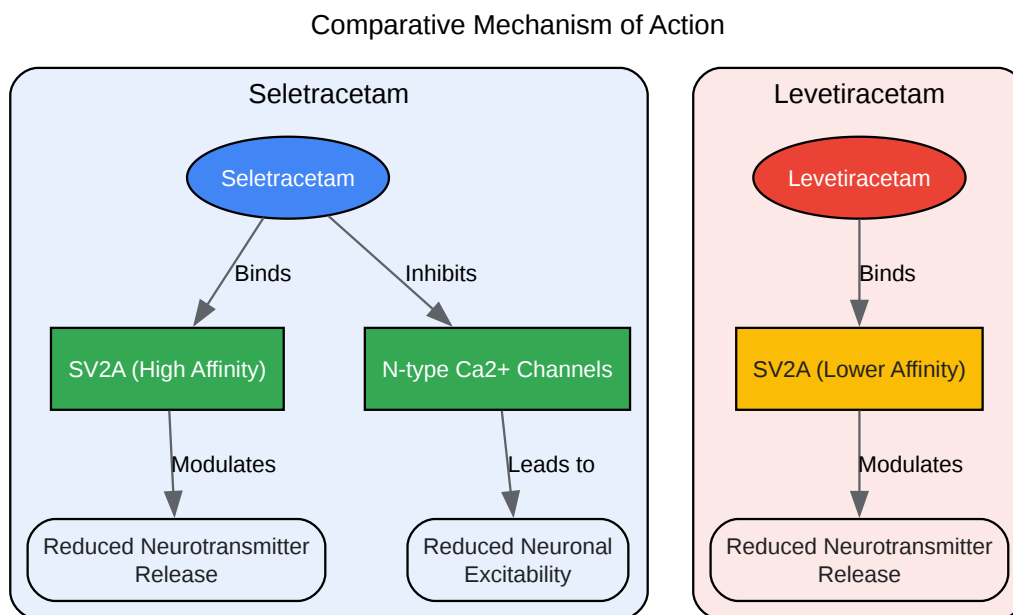 Comparative Mechanism of Action
Seletracetam
Seletracetam
Binds
Inhibits
SV2A (High Affinity)
N-type Ca2+ Channels
Modulates
Leads to
Reduced Neurotransmitter
Release
Reduced Neuronal
Excitability
Levetiracetam
Levetiracetam
Binds
SV2A (Lower Affinity)
Modulates
Reduced Neurotransmitter
Release